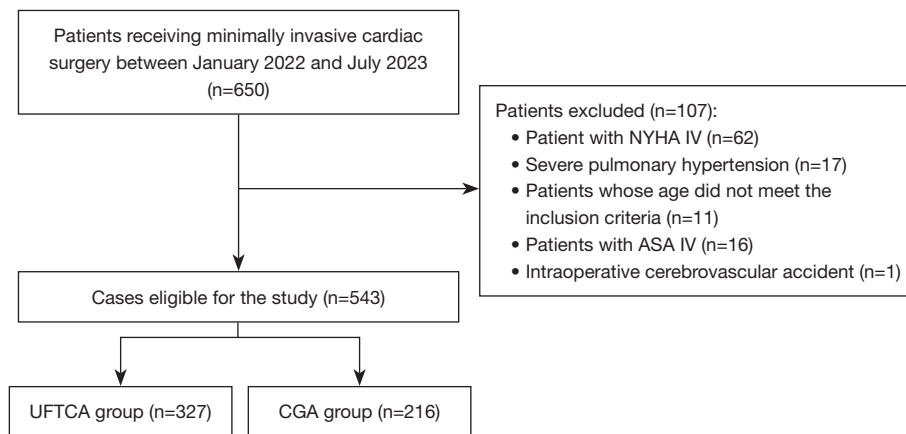 Patients receiving minimally invasive cardiac
surgery between January 2022 and July 2023
(n=650)
Patients excluded (n=107):
• Patient with NYHA IV (n=62)
• Severe pulmonary hypertension (n=17)
• Patients whose age did not meet the
inclusion criteria (n=11)
• Patients with ASA IV (n=16)
• Intraoperative cerebrovascular accident (n=1)
Cases eligible for the study (n=543)
UFTCA group (n=327)
CGA group (n=216)